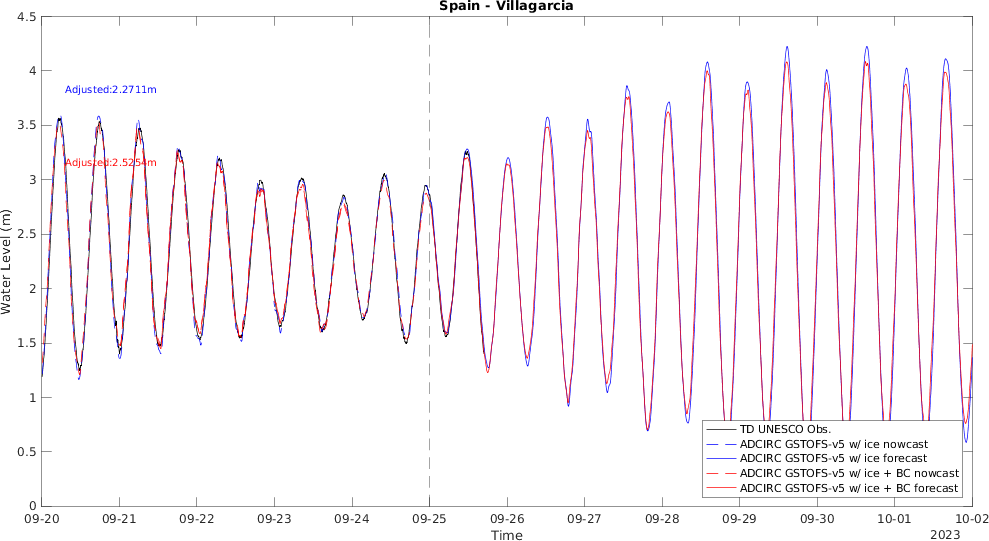 Spain - Villagarcia
4.5
4
3.5
3
2.5
2
1.5
1
0.5
0
Water Level (m)
Adjusted:2.2711m
Adjusted:2.5254m
TD UNESCO Obs.
ADCIRC GSTOFS-v5 w/ ice nowcast
ADCIRC GSTOFS-v5 w/ ice forecast
ADCIRC GSTOFS-v5 w/ ice + BC nowcast
ADCIRC GSTOFS-v5 w/ ice + BC forecast
09-20 09-21 09-22 09-23 09-24 09-25 09-26 09-27 09-28 09-29 09-30 10-01 10-02
Time
2023